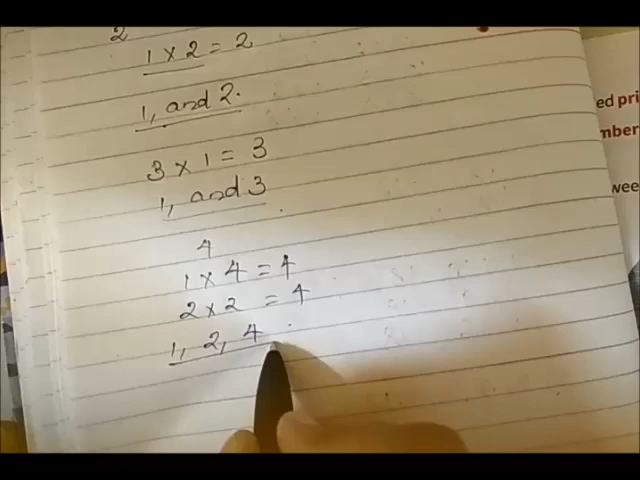 2
1 x 2 = 2
1, and 2.
3 x 1 = 3
1, and 3
4
1 x 4 = 4
2 x 2 = 4
1, 2, 4
ed pri
mber
wee